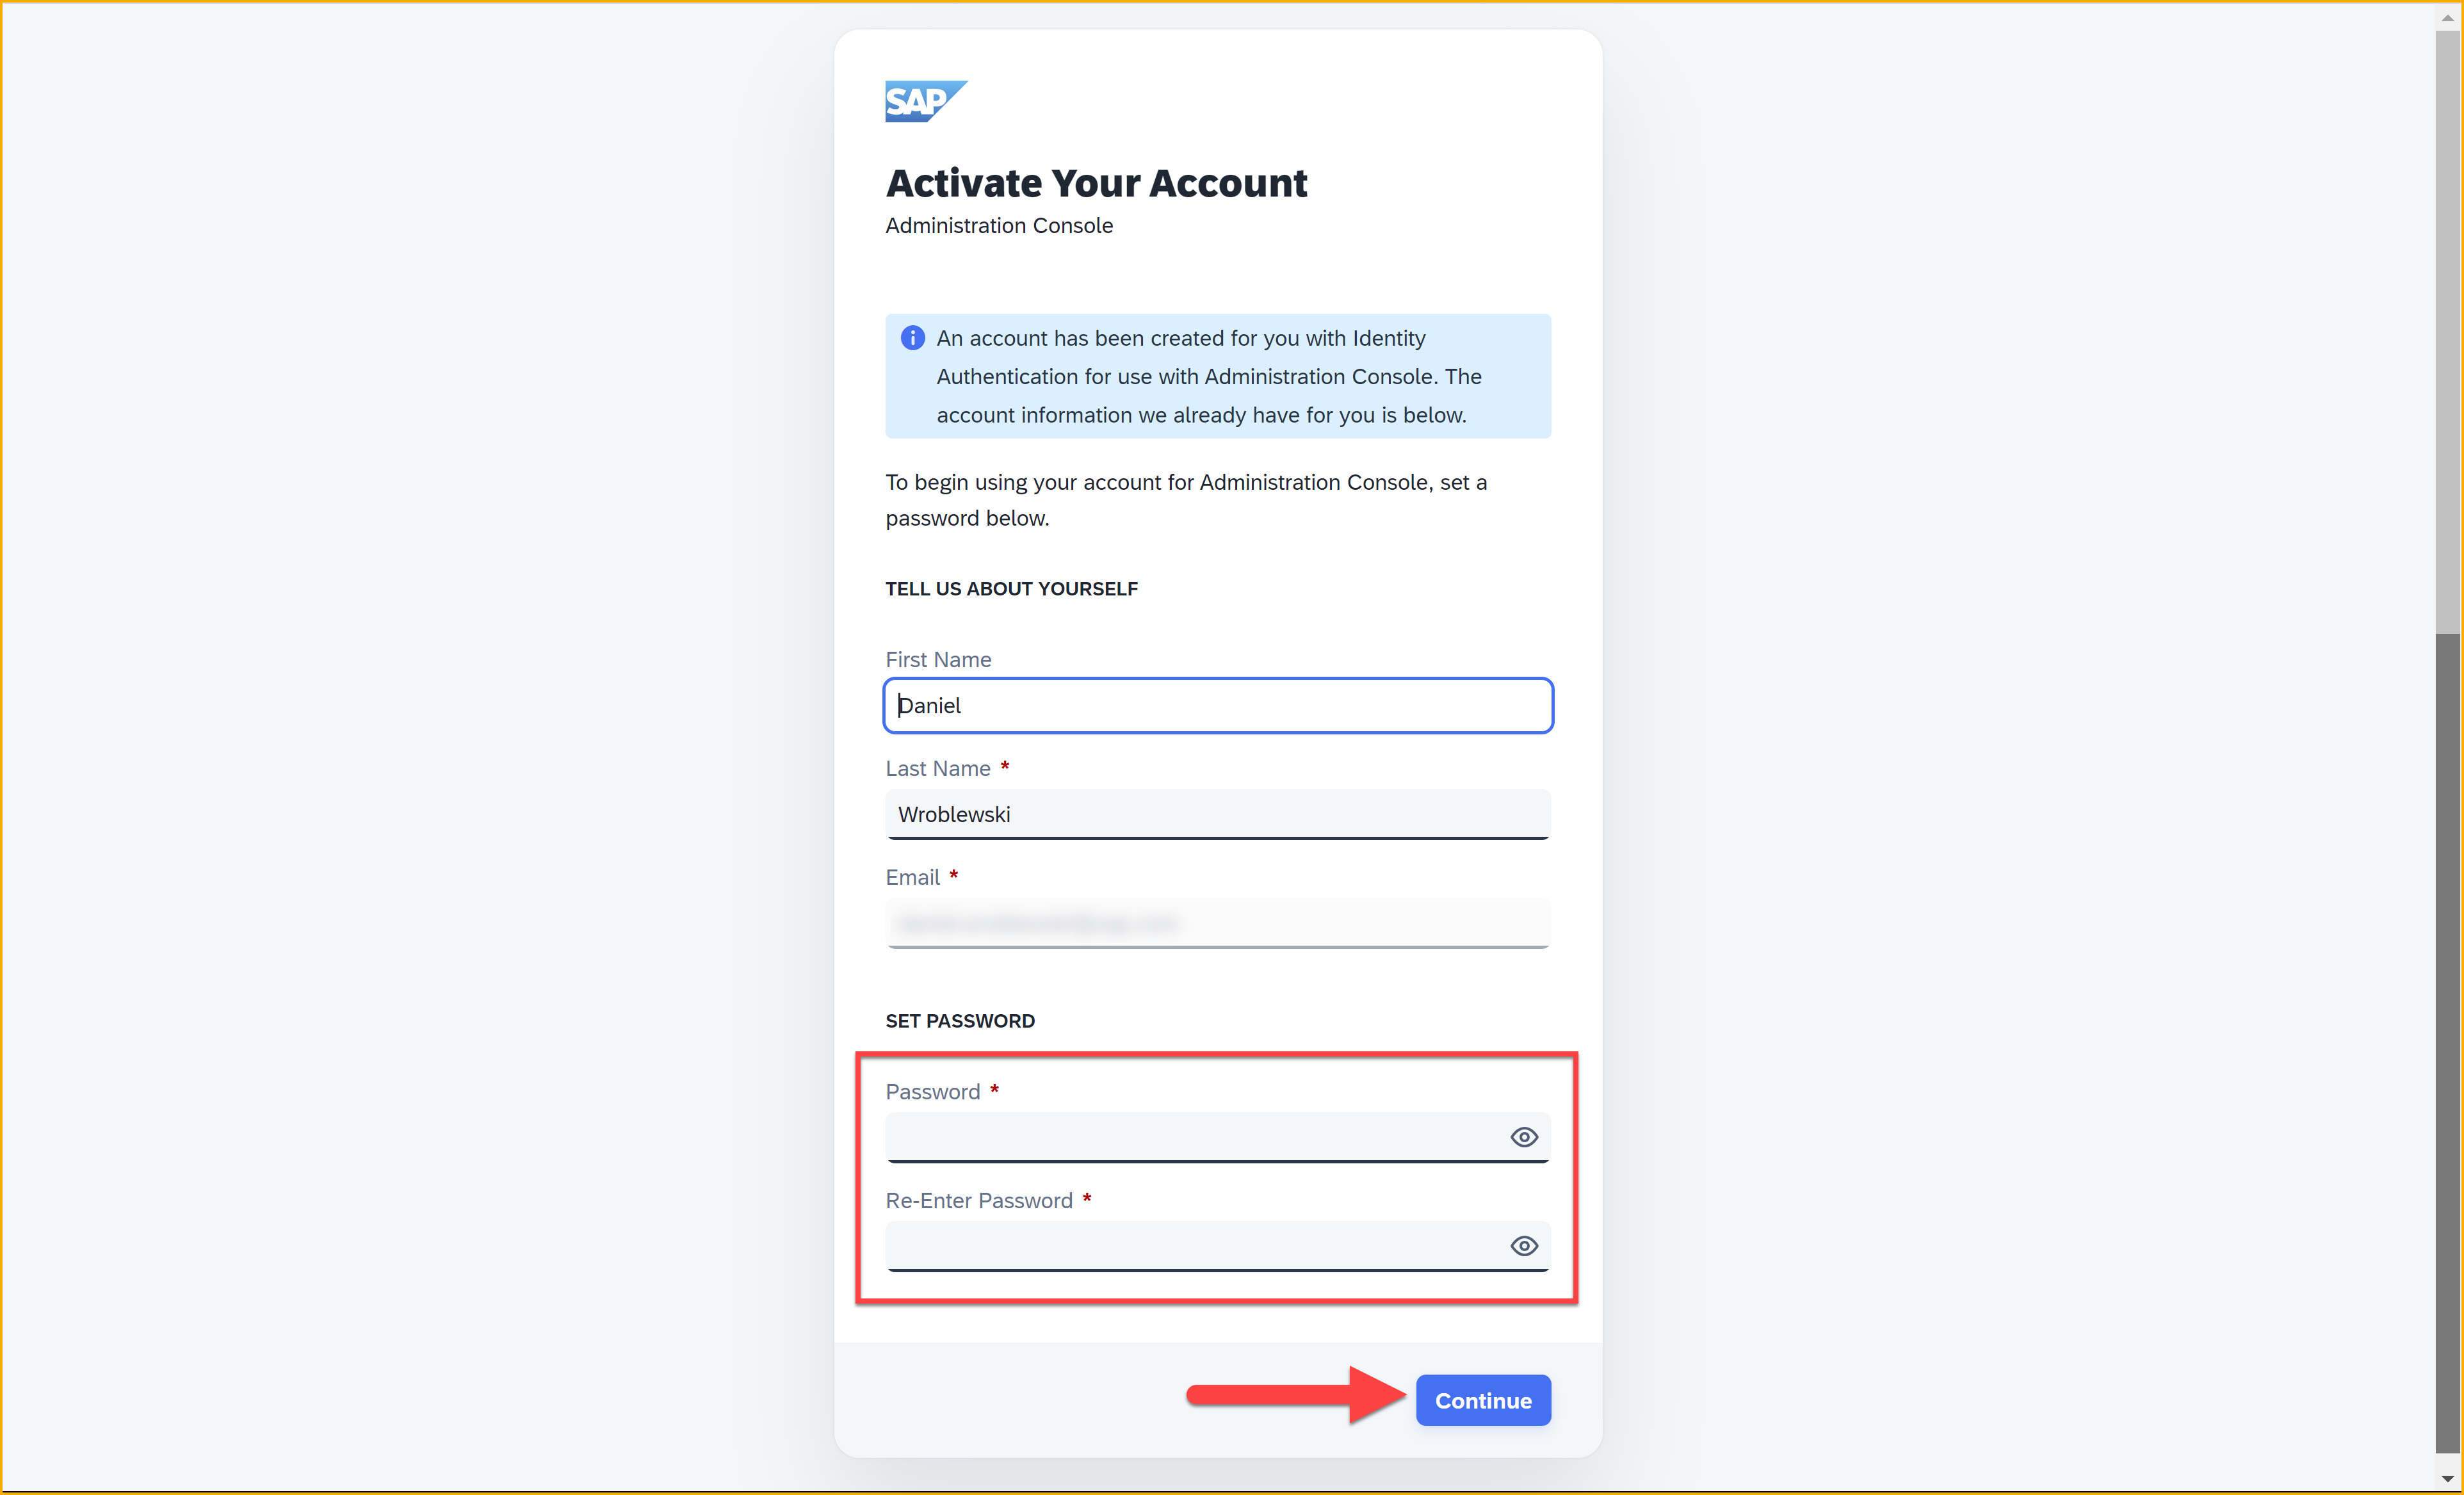 SAP
Activate Your Account
Administration Console
An account has been created for you with Identity
Authentication for use with Administration Console. The
account information we already have for you is below.
To begin using your account for Administration Console, set a
password below.
TELL US ABOUT YOURSELF
First Name
Daniel
Last Name *
Wroblewski
Email *
SET PASSWORD
Password *
Re-Enter Password *
Continue